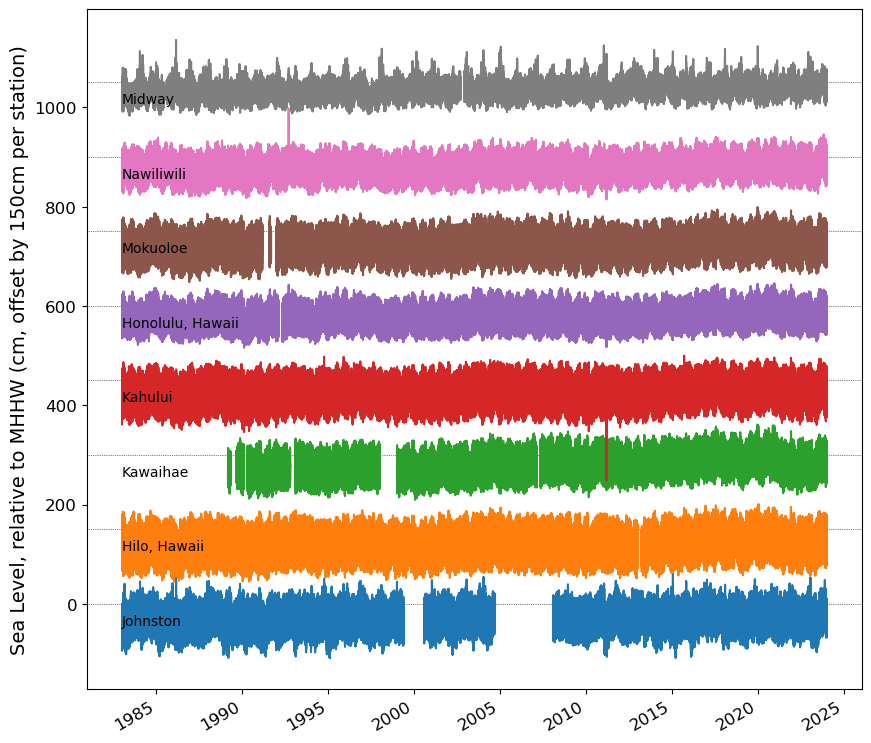 Sea Level, relative to MHHW (cm, offset by 150cm per station)
1000
800
600
400
200
0
Midway
Nawiliwili
Mokuoloe
Honolulu, Hawaii
Kahului
Kawaihae
Hilo, Hawaii
Johnston
1985 1990 1995 2000 2005 2010 2015 2020 2025